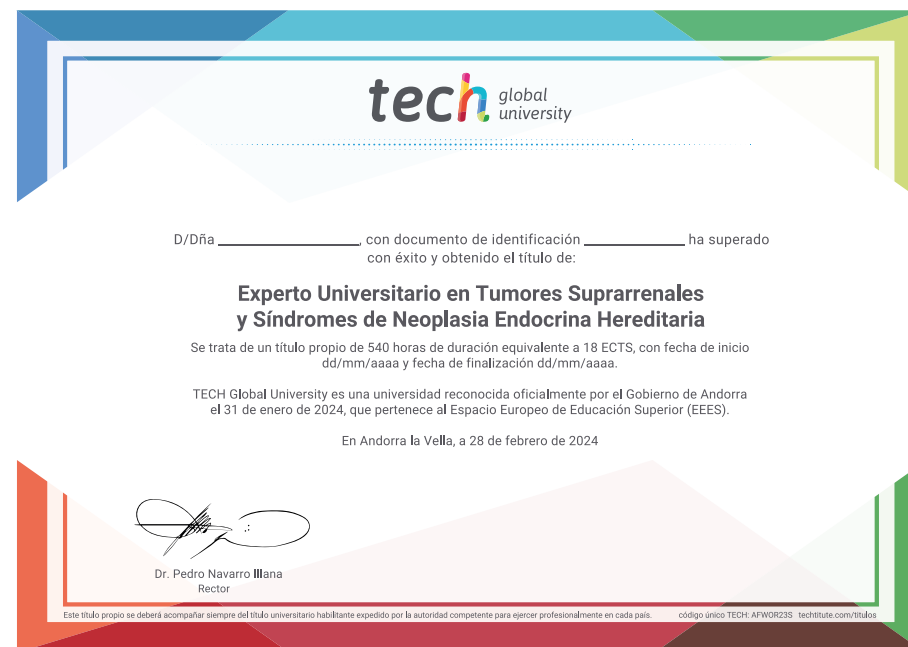 tech global university
D/Dña ____________________, con documento de identificación ______________ ha superado
con éxito y obtenido el título de:
Experto Universitario en Tumores Suprarrenales
y Síndromes de Neoplasia Endocrina Hereditaria
Se trata de un título propio de 540 horas de duración equivalente a 18 ECTS, con fecha de inicio
dd/mm/aaaa y fecha de finalización dd/mm/aaaa.
TECH Global University es una universidad reconocida oficialmente por el Gobierno de Andorra
el 31 de enero de 2024, que pertenece al Espacio Europeo de Educación Superior (EEES).
En Andorra la Vella, a 28 de febrero de 2024
Dr. Pedro Navarro Illana
Rector
Este título propio se deberá acompañar siempre del título universitario habilitante expedido por la autoridad competente para ejercer profesionalmente en cada país. código único TECH: AFWOR23S techtitute.com/titulos